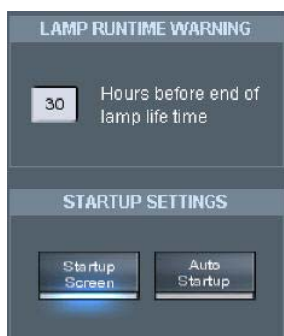 LAMP RUNTIME WARNING
30
Hours before end of
lamp life time
STARTUP SETTINGS
Startup
Screen
Auto
Startup